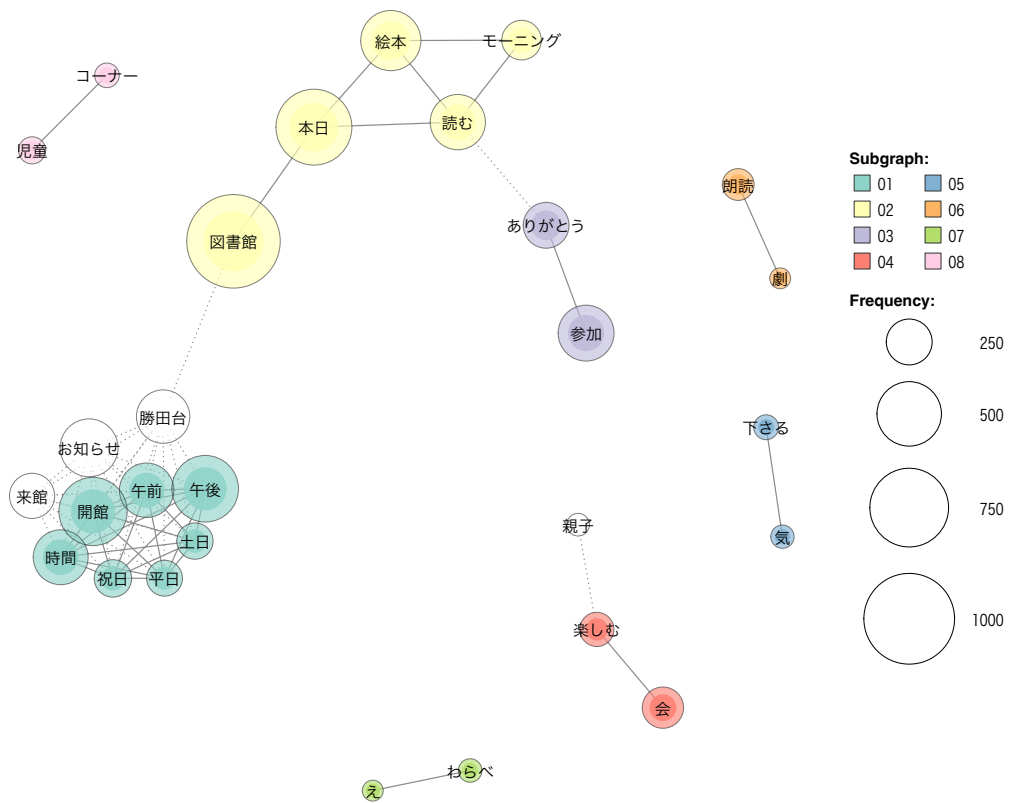 絵本
モーニング
コーナー
本日
読む
児童
Subgraph:
01
05
02
06
03
07
04
08
朗読
ありがとう
図書館
劇
Frequency:
250
参加
500
勝田台
下さる
お知らせ
午前
午後
来館
開館
750
親子
気
土日
時間
祝日
平日
1000
楽しむ
会
わらべ
え